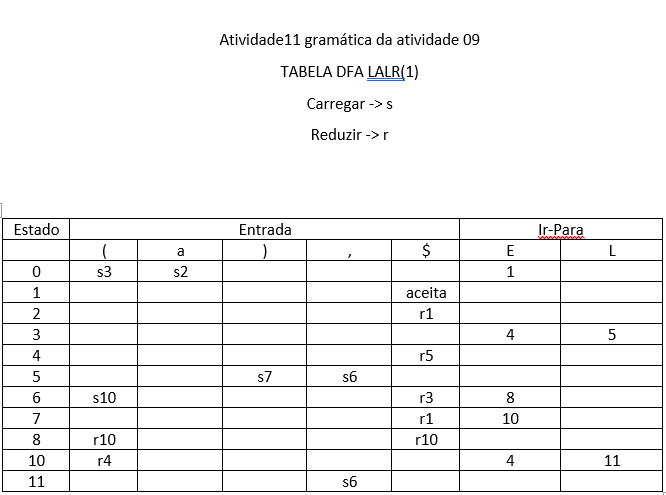 Atividade11 gramática da atividade 09
TABELA DFA LALR(1)
Carregar -> s
Reduzir -> r
Estado Entrada Ir-Para
( a ) , $ E L
0 s3 s2 1
1 aceita
2 r1
3 4 5
4 r5
5 s7 s6
6 s10 r3 8
7 r1 10
8 r10 r10
10 r4 4 11
11 s6